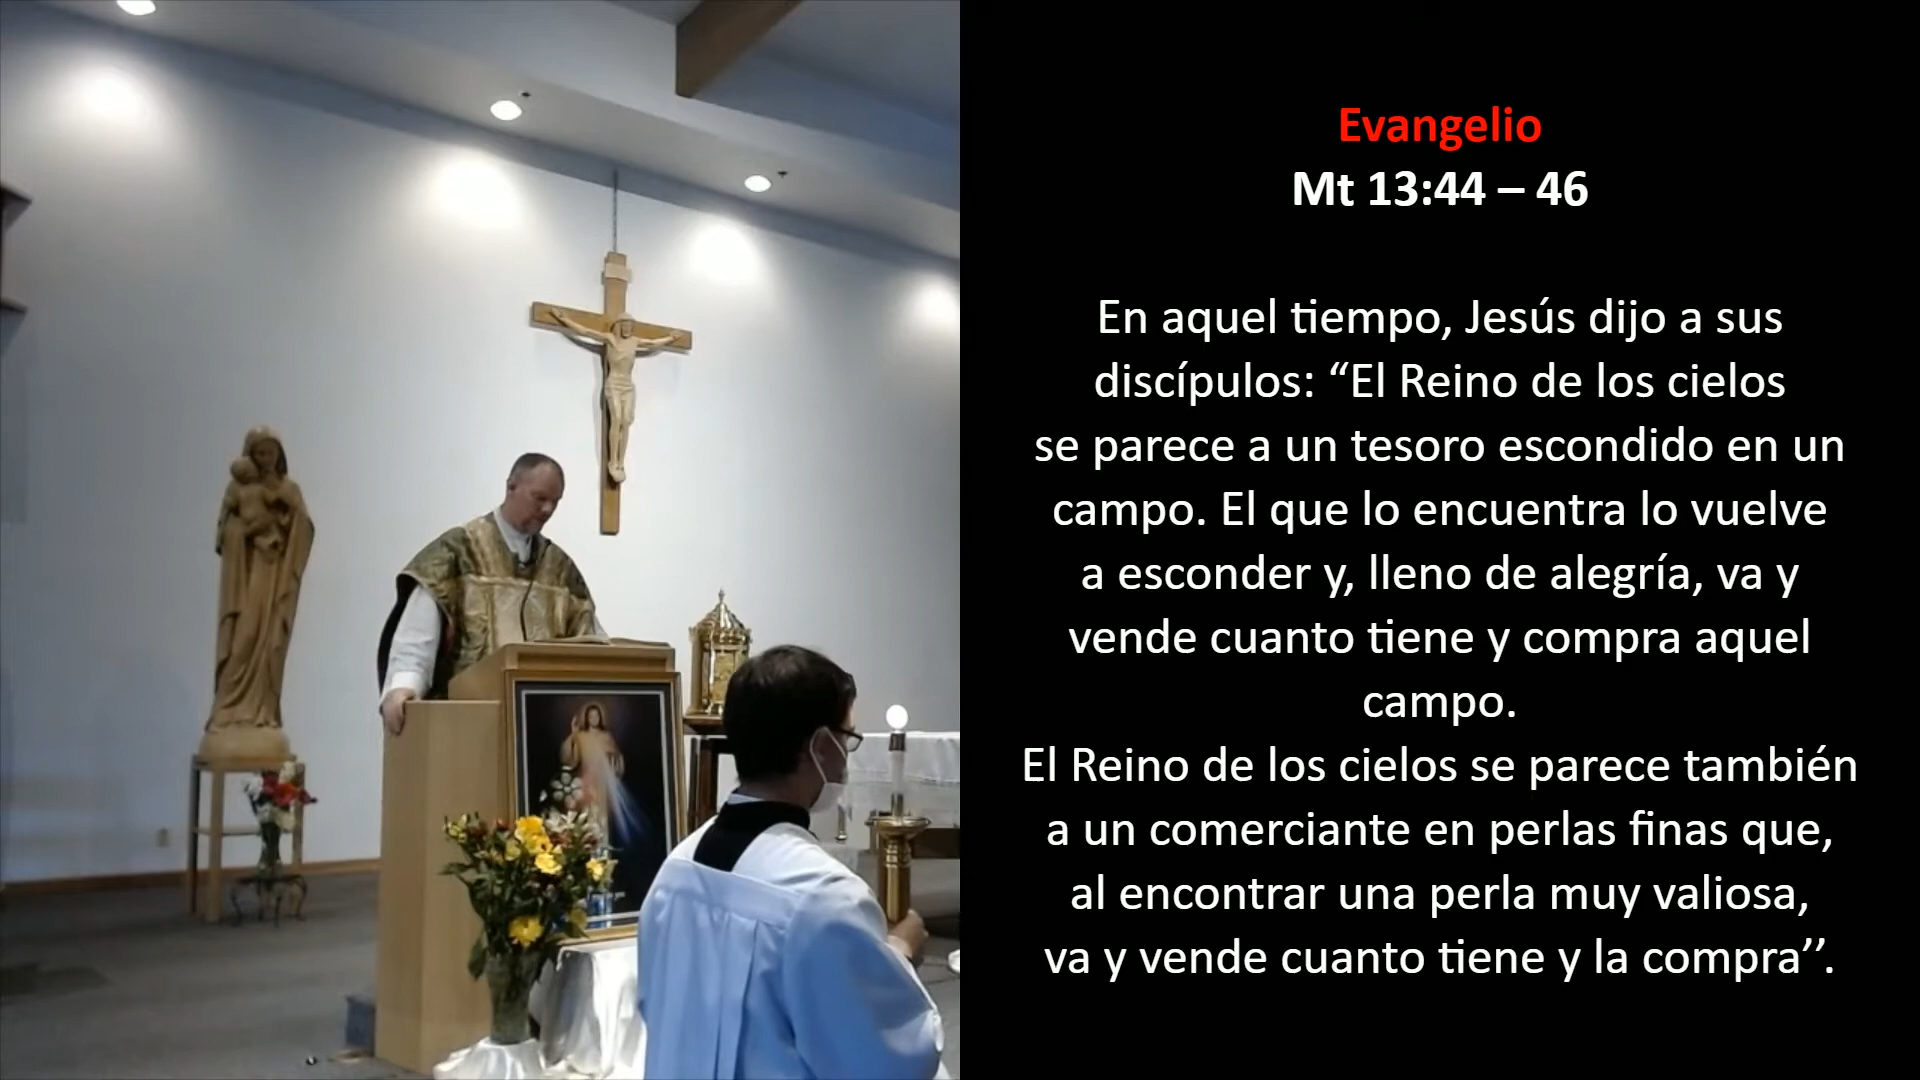 Evangelio
Mt 13:44 – 46
En aquel tiempo, Jesús dijo a sus
discípulos: “El Reino de los cielos
se parece a un tesoro escondido en un
campo. El que lo encuentra lo vuelve
a esconder y, lleno de alegría, va y
vende cuanto tiene y compra aquel
campo.
El Reino de los cielos se parece también
a un comerciante en perlas finas que,
al encontrar una perla muy valiosa,
va y vende cuanto tiene y la compra’’.